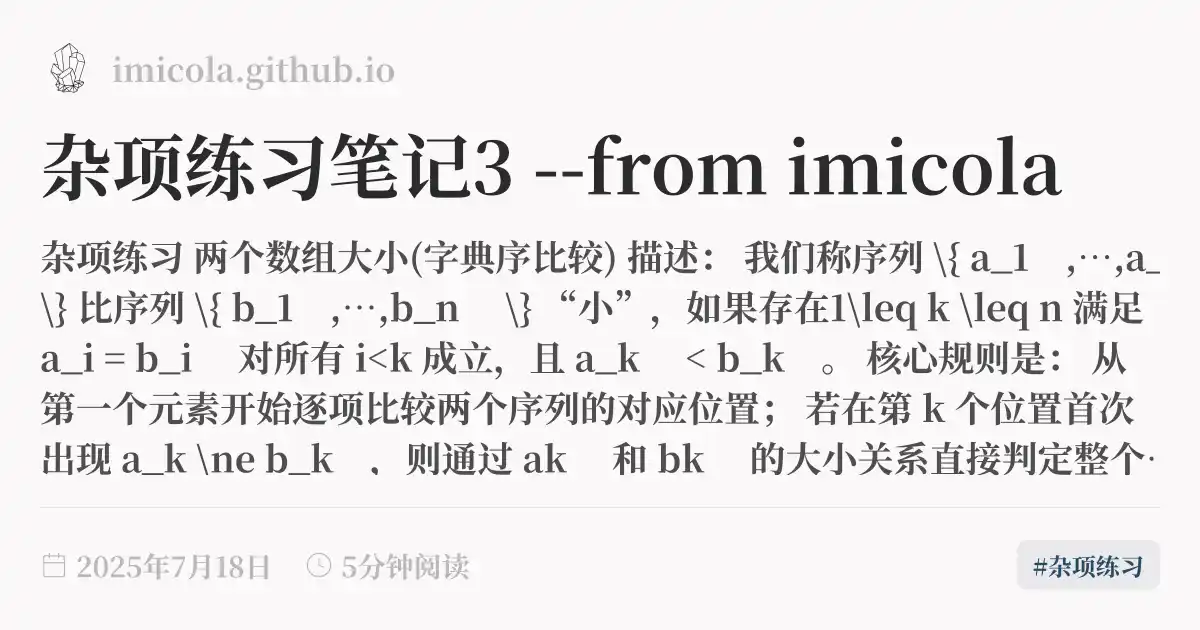 imicola.github.io
杂项练习笔记3 --from imicola
杂项练习 两个数组大小(字典序比较) 描述： 我们称序列 \{ a_1 ,⋯,a_
\} 比序列 \{ b_1 ,⋯,b_n \} “小”，如果存在1\leq k \leq n 满足
a_i = b_i 对所有 i<k 成立，且 a_k < b_k 。 核心规则是： 从
第一个元素开始逐项比较两个序列的对应位置； 若在第 k 个位置首次
出现 a_k \ne b_k ，则通过 ak 和 bk 的大小关系直接判定整个·
2025年7月18日 5分钟阅读 #杂项练习